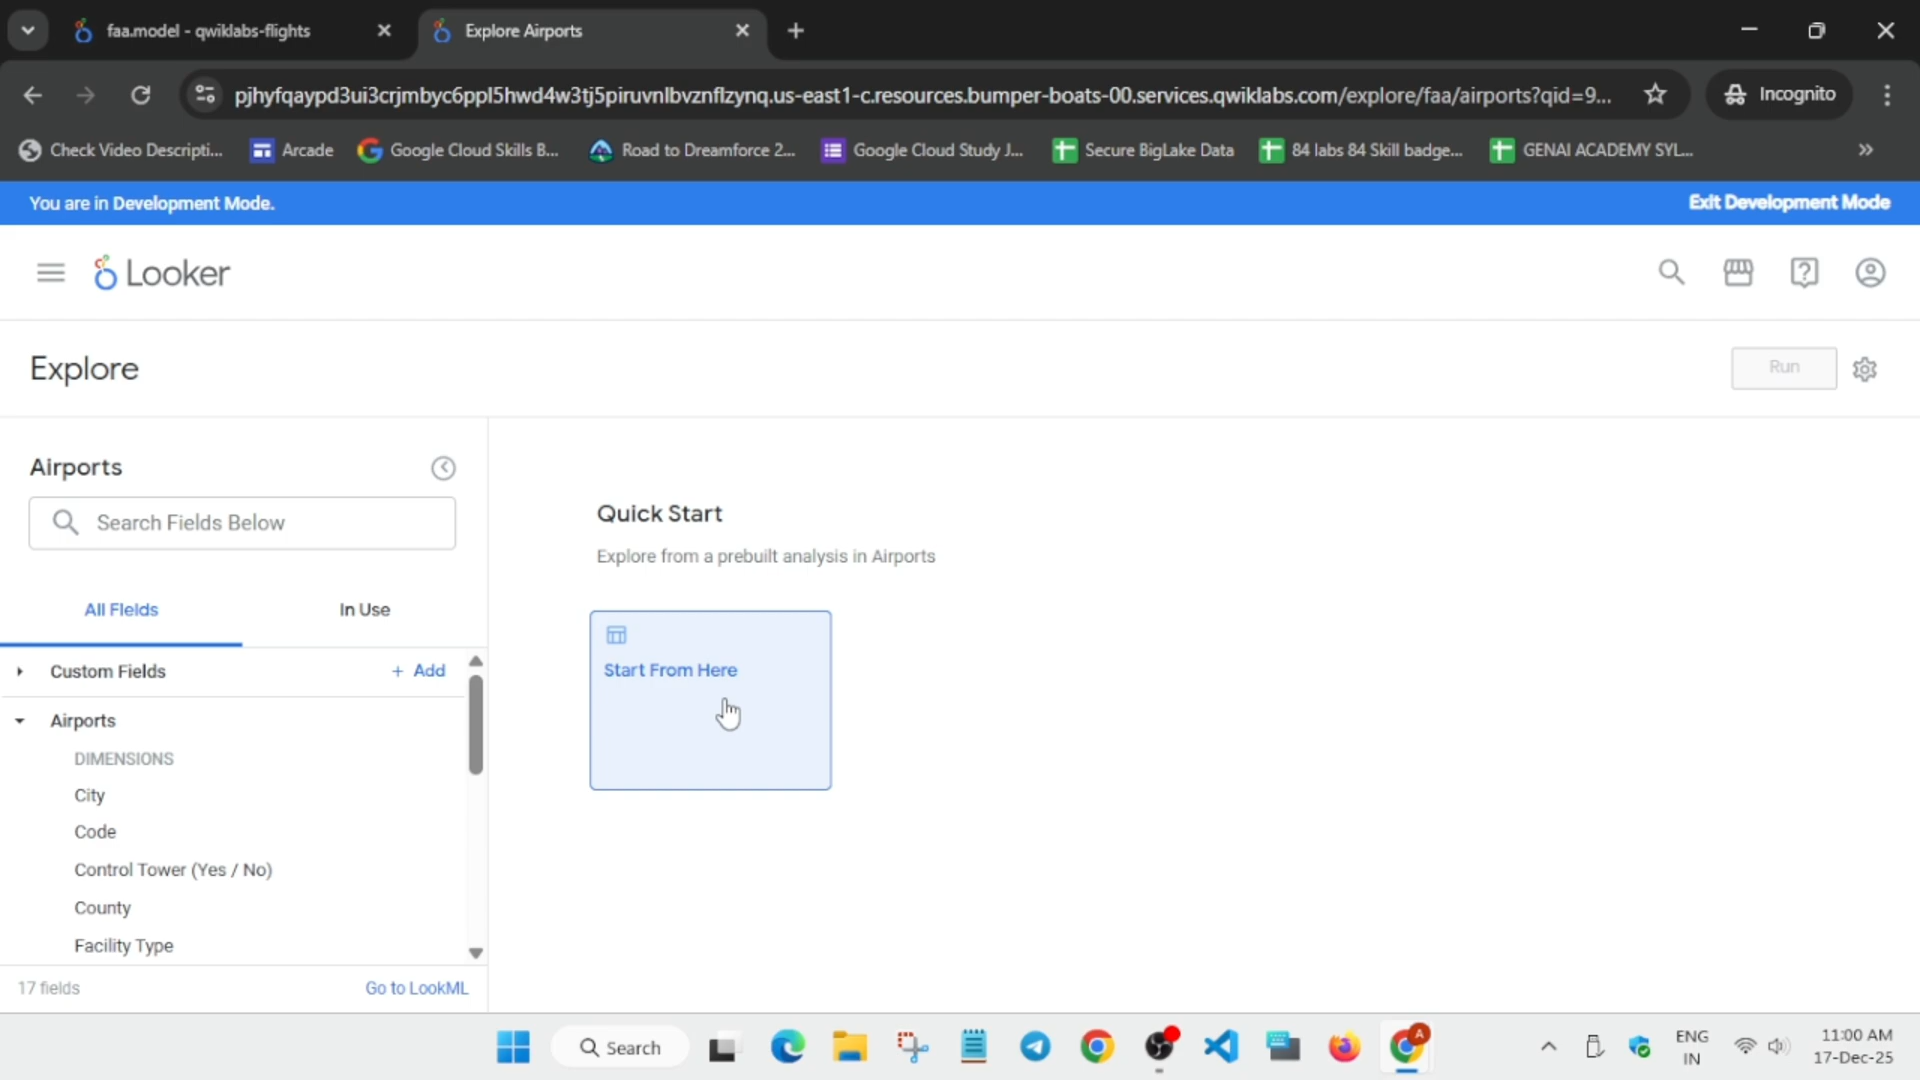 faa.model - qwiklabs-flights
Explore Airports
pjhyfqaypd3ui3crjmbyc6ppl5hwd4w3tj5piruvnlbvznflzynq.us-east1-c.resources.bumper-boats-00.services.qwiklabs.com/explore/faa/airports?qid=9...
Incognito
Check Video Descripti...
Arcade
Google Cloud Skills B...
Road to Dreamforce 2...
Google Cloud Study J...
Secure BigLake Data
84 labs 84 Skill badge...
GENAI ACADEMY SYL...
You are in Development Mode.
Exit Development Mode
Looker
Explore
Run
Airports
Search Fields Below
All Fields
In Use
Custom Fields
+ Add
Airports
DIMENSIONS
City
Code
Control Tower (Yes / No)
County
Facility Type
17 fields
Go to LookML
Quick Start
Explore from a prebuilt analysis in Airports
Start From Here
Search
A
ENG
IN
11:00 AM
17-Dec-25